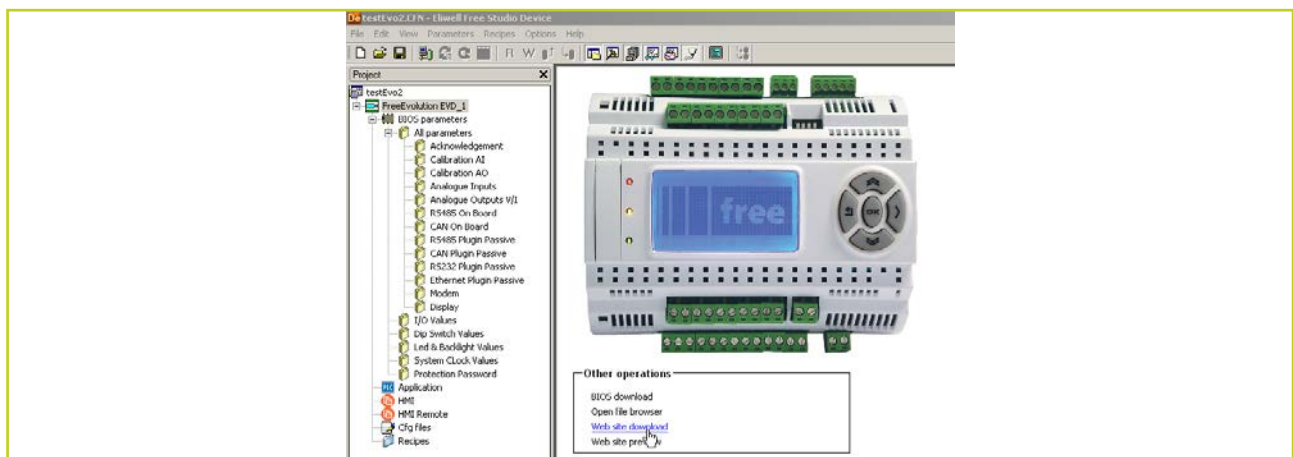 testEvo2.CFN - Eliwell Free Studio Device
File Edit View Parameters Recipes Options Help
R W
Project
testEvo2
FreeEvolution EVD_1
BIOS parameters
All parameters
Acknowledgement
Calibration AI
Calibration AO
Analogue Inputs
Analogue Outputs V/I
RS485 On Board
CAN On Board
RS485 Plugin Passive
CAN Plugin Passive
RS232 Plugin Passive
Ethernet Plugin Passive
Modem
Display
I/O Values
Dip Switch Values
Led & Backlight Values
System CLock Values
Protection Password
Application
HMI
HMI Remote
Cfg files
Recipes
free
OK
Other operations
BIOS download
Open file browser
Web site download
Web site